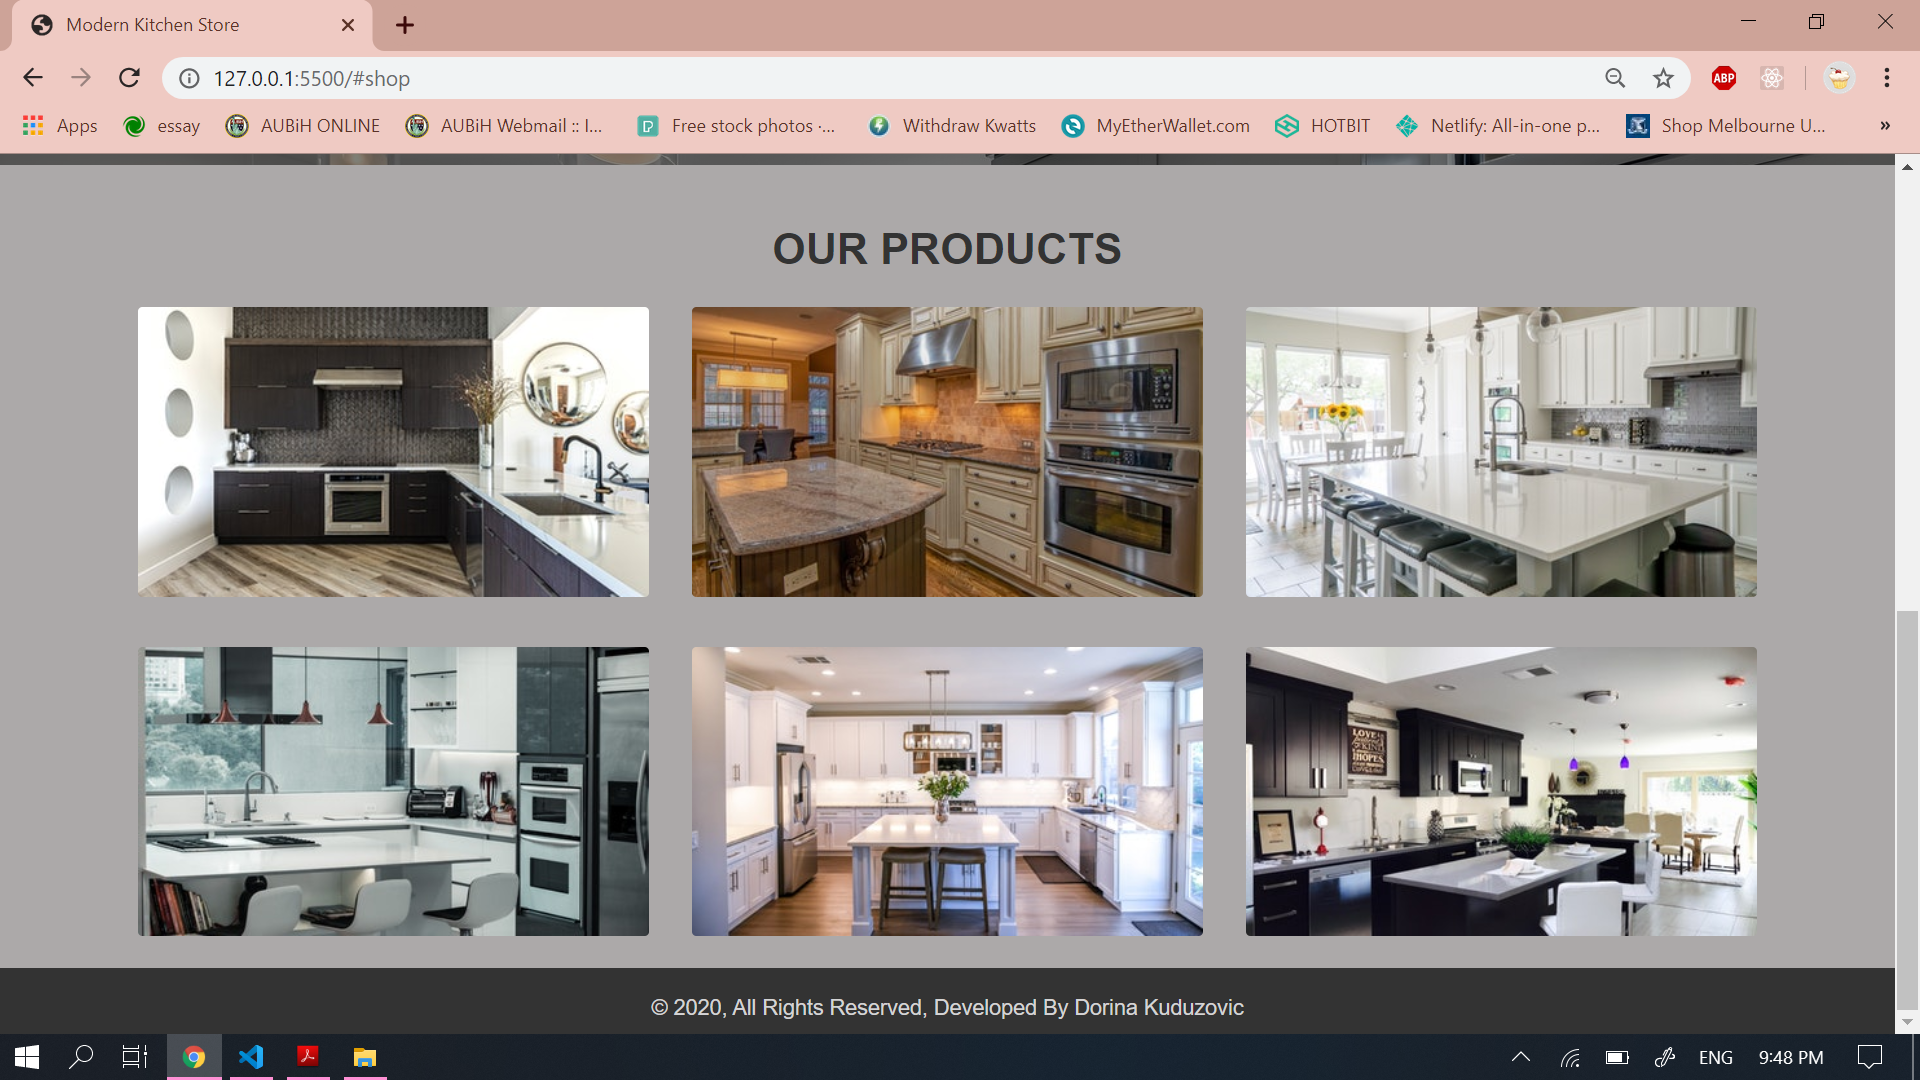 Modern Kitchen Store
127.0.0.1:5500/#shop
ABP
Apps
essay
AUBiH ONLINE
AUBiH Webmail :: I...
Free stock photos ·...
Withdraw Kwatts
MyEtherWallet.com
HOTBIT
Netlify: All-in-one p...
Shop Melbourne U...
»
OUR PRODUCTS
LOVE
KIND
HOPES,
© 2020, All Rights Reserved, Developed By Dorina Kuduzovic
ENG
9:48 PM